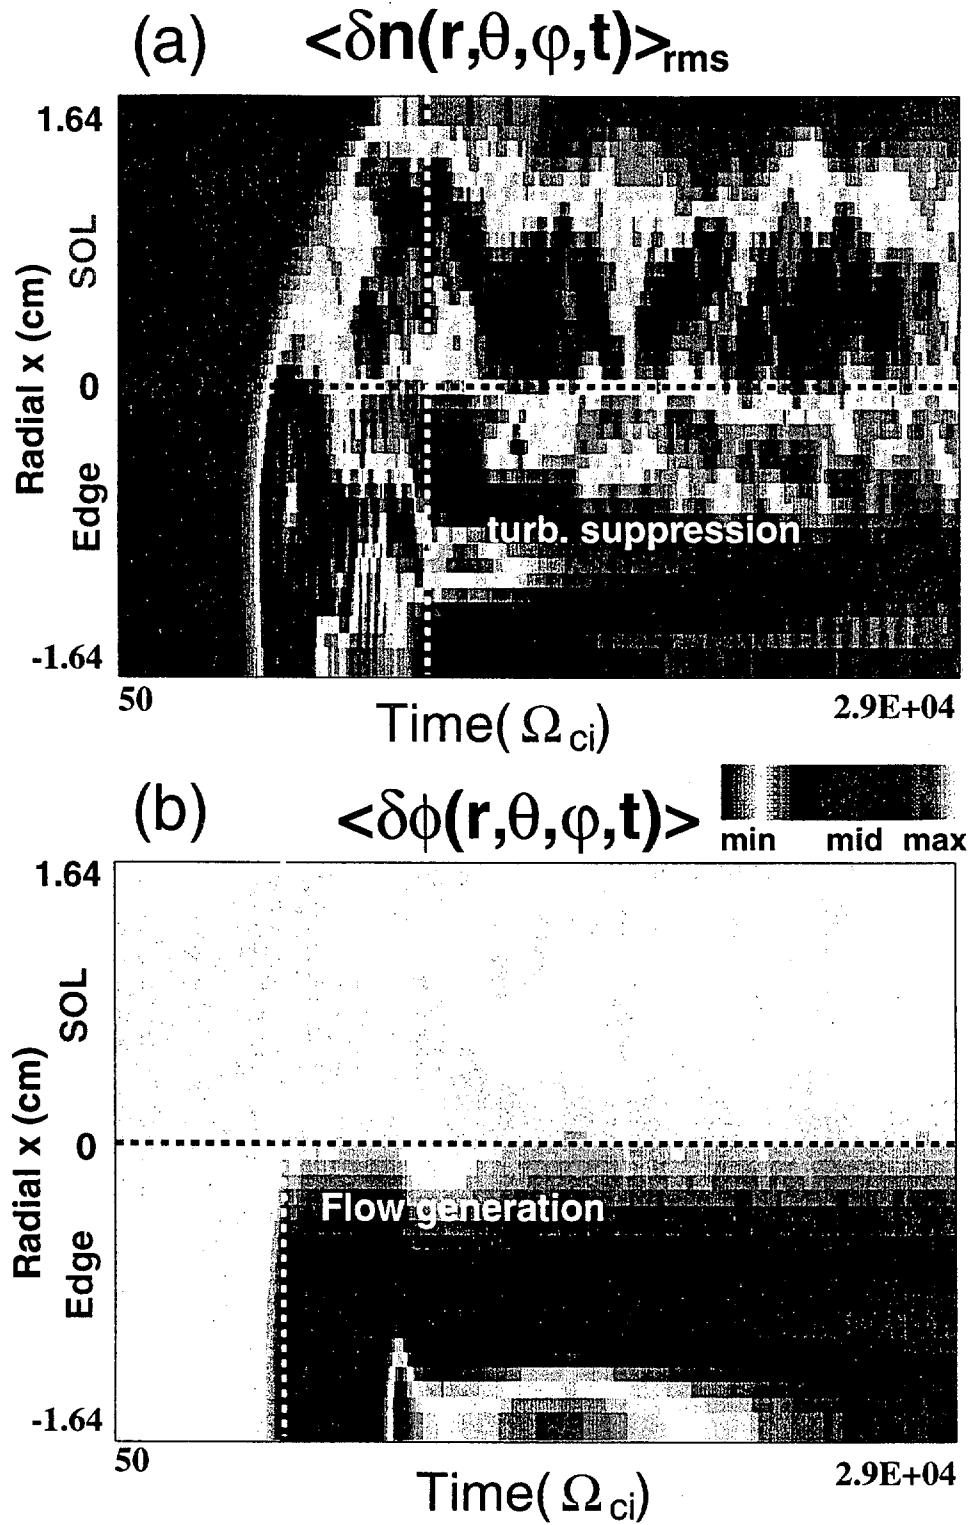 (a) <δn(r,θ,φ,t)>rms
1.64
SOL
0
Radial x (cm)
Edge
turb. suppression
-1.64
50
2.9E+04
Time( Ωci)
(b) <δϕ(r,θ,φ,t)>
min mid max
1.64
SOL
0
Radial x (cm)
Flow generation
Edge
-1.64
50
2.9E+04
Time( Ωci)